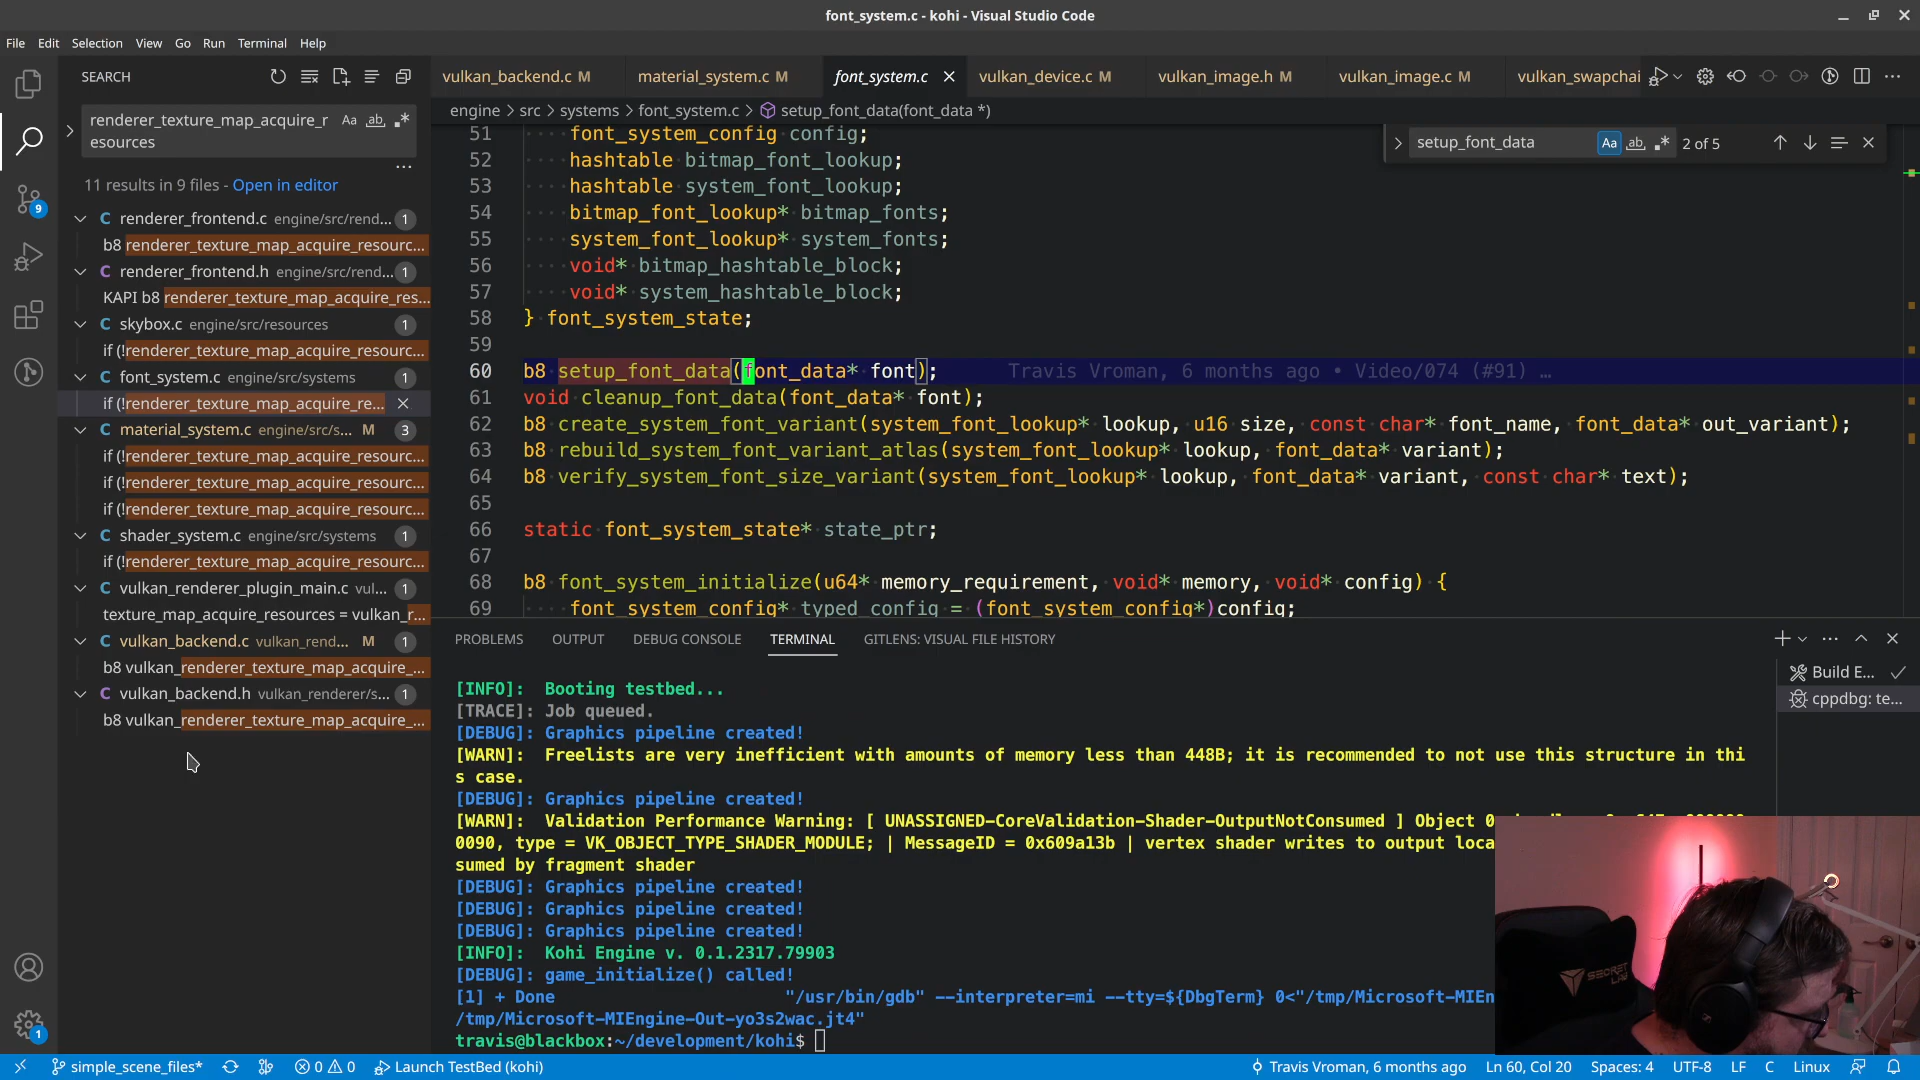 font_system.c - kohi - Visual Studio Code
File Edit Selection View Go Run Terminal Help
SEARCH
renderer_texture_map_acquire_r
esources
Aa ab .*
11 results in 9 files - Open in editor
renderer_frontend.c engine/src/rend... 1
b8 renderer_texture_map_acquire_resourc...
renderer_frontend.h engine/src/rend... 1
KAPI b8 renderer_texture_map_acquire_res...
skybox.c engine/src/resources 1
if (!renderer_texture_map_acquire_resourc...
font_system.c engine/src/systems
if (!renderer_texture_map_acquire_re...
material_system.c engine/src/s... M 3
if (!renderer_texture_map_acquire_resourc...
if (!renderer_texture_map_acquire_resourc...
if (!renderer_texture_map_acquire_resourc...
shader_system.c engine/src/systems 1
if (!renderer_texture_map_acquire_resourc...
vulkan_renderer_plugin_main.c vul... 1
texture_map_acquire_resources = vulkan_r...
vulkan_backend.c vulkan_rend... M 1
b8 vulkan_renderer_texture_map_acquire_...
vulkan_backend.h vulkan_renderer/s... 1
b8 vulkan_renderer_texture_map_acquire_...
vulkan_backend.c M material_system.c M font_system.c vulkan_device.c M vulkan_image.h M vulkan_image.c M vulkan_swapchai
engine > src > systems > font_system.c > setup_font_data(font_data *)
setup_font_data Aa ab .* 2 of 5
51 font_system_config config;
52 hashtable bitmap_font_lookup;
53 hashtable system_font_lookup;
54 bitmap_font_lookup* bitmap_fonts;
55 system_font_lookup* system_fonts;
56 void* bitmap_hashtable_block;
57 void* system_hashtable_block;
58 } font_system_state;
59
60 b8 setup_font_data(font_data* font); Travis Vroman, 6 months ago • Video/074 (#91) …
61 void cleanup_font_data(font_data* font);
62 b8 create_system_font_variant(system_font_lookup* lookup, u16 size, const char* font_name, font_data* out_variant);
63 b8 rebuild_system_font_variant_atlas(system_font_lookup* lookup, font_data* variant);
64 b8 verify_system_font_size_variant(system_font_lookup* lookup, font_data* variant, const char* text);
65
66 static font_system_state* state_ptr;
67
68 b8 font_system_initialize(u64* memory_requirement, void* memory, void* config) {
69 font_system_config* typed_config = (font_system_config*)config;
PROBLEMS OUTPUT DEBUG CONSOLE TERMINAL GITLENS: VISUAL FILE HISTORY
Build E...
cppdbg: te...
[INFO]: Booting testbed...
[TRACE]: Job queued.
[DEBUG]: Graphics pipeline created!
[WARN]: Freelists are very inefficient with amounts of memory less than 448B; it is recommended to not use this structure in thi
s case.
[DEBUG]: Graphics pipeline created!
[WARN]: Validation Performance Warning: [ UNASSIGNED-CoreValidation-Shader-OutputNotConsumed ] Object
0090, type = VK_OBJECT_TYPE_SHADER_MODULE; | MessageID = 0x609a13b | vertex shader writes to output loca
sumed by fragment shader
[DEBUG]: Graphics pipeline created!
[DEBUG]: Graphics pipeline created!
[DEBUG]: Graphics pipeline created!
[INFO]: Kohi Engine v. 0.1.2317.79903
[DEBUG]: game_initialize() called!
[1] + Done "/usr/bin/gdb" --interpreter=mi --tty=${DbgTerm} 0<"/tmp/Microsoft-MIEn
/tmp/Microsoft-MIEngine-Out-yo3s2wac.jt4"
travis@blackbox:~/development/kohi$
SECRET
9
1
simple_scene_files* 0 0 Launch TestBed (kohi) Travis Vroman, 6 months ago Ln 60, Col 20 Spaces: 4 UTF-8 LF C Linux